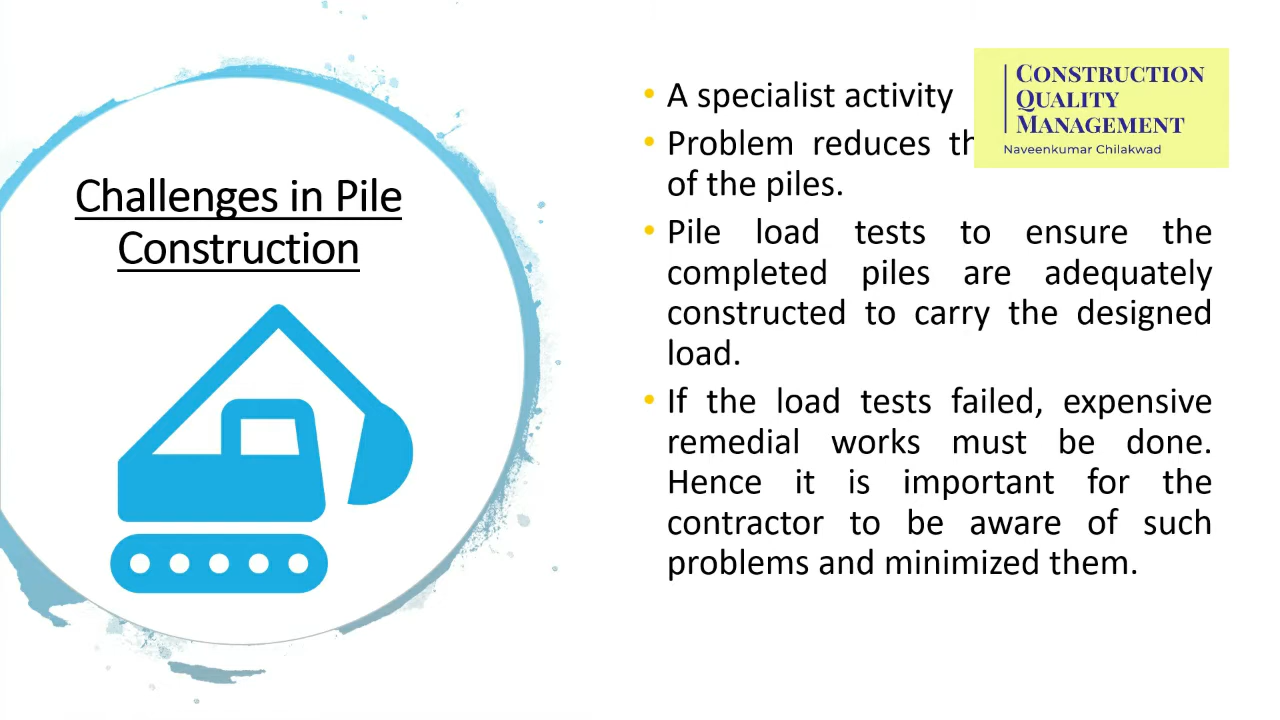 Challenges in Pile
Construction
• A specialist activity
• Problem reduces
of the piles.
• Pile load tests to ensure the
completed piles are adequately
constructed to carry the designed
load.
• If the load tests failed, expensive
remedial works must be done.
Hence it is important for the
contractor to be aware of such
problems and minimized them.
CONSTRUCTION
QUALITY
MANAGEMENT
Naveenkumar Chilakwad